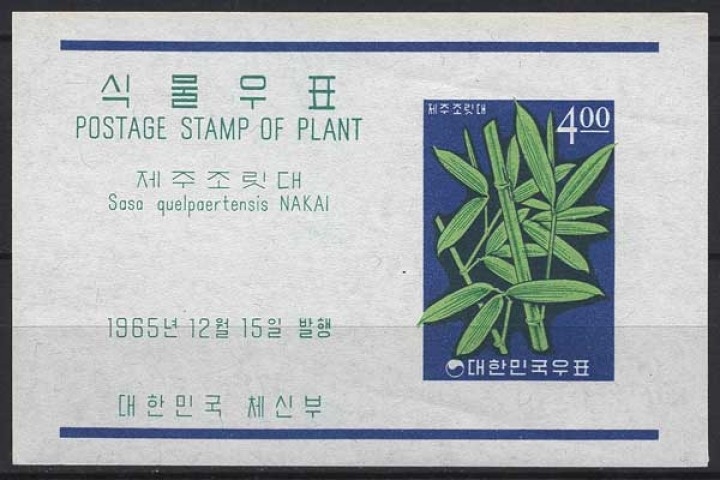 식물우표
POSTAGE STAMP OF PLANT
제주조릿대
Sasa quelpaertensis NAKAI
1965년 12월 15일 발행
대한민국 체신부
제주조릿대
4.00
대한민국우표